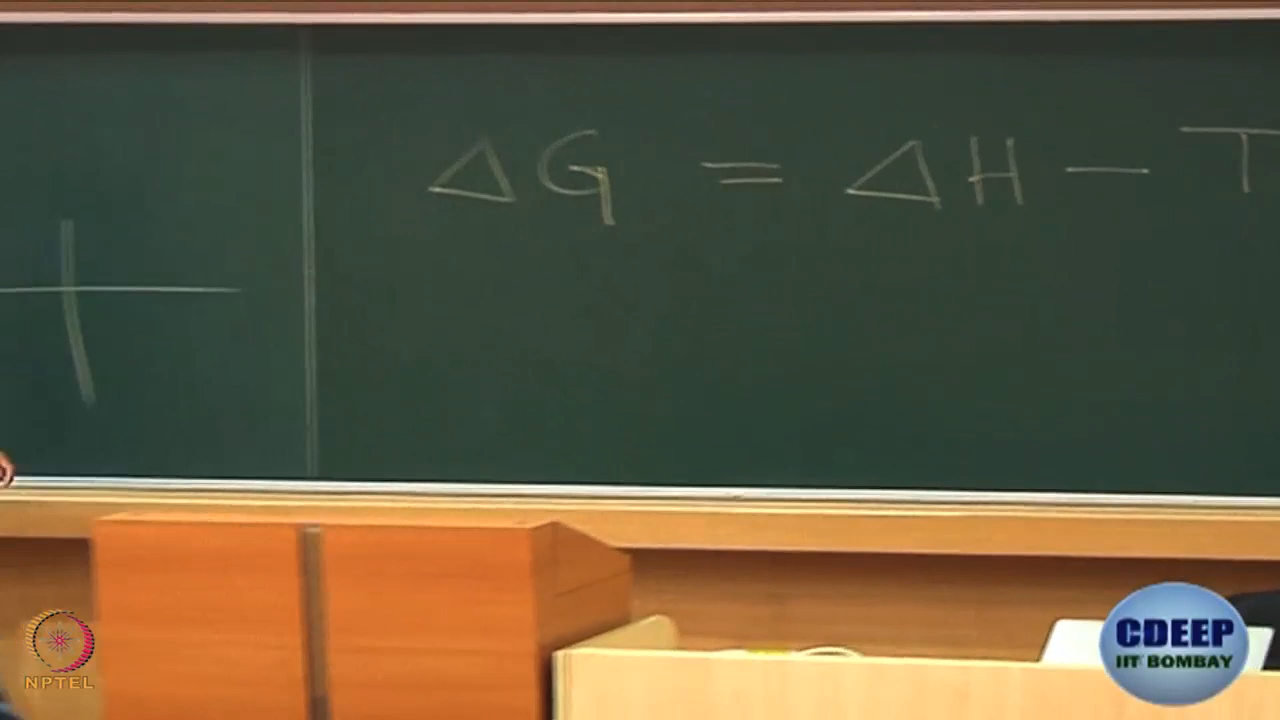 ΔG = ΔH - T
NPTEL
CDEEP
IIT BOMBAY